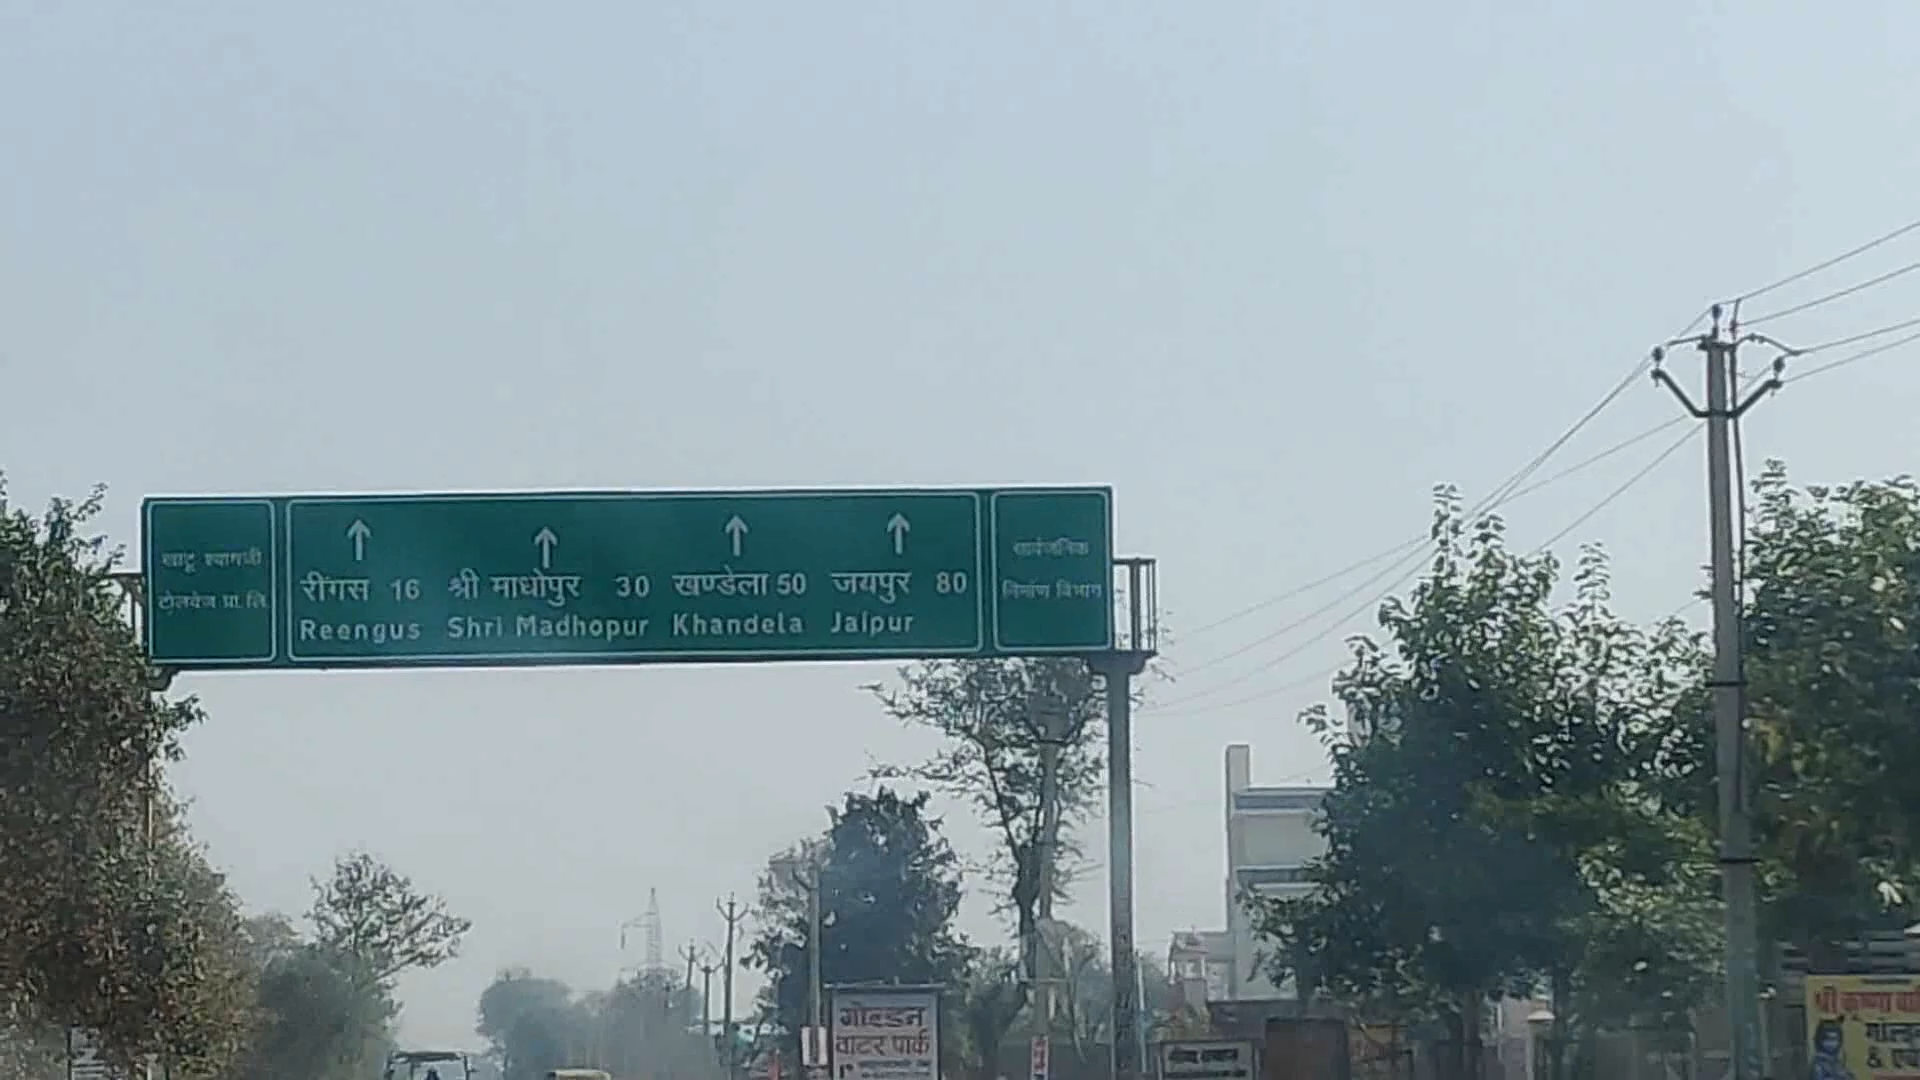 खाटू श्यामजी
टोलवेज प्रा. लि.
रींगस 16 श्री माधोपुर 30 खण्डेला 50 जयपुर 80
Reengus Shri Madhopur Khandela Jaipur
सार्वजनिक
निर्माण विभाग
गोल्डन
वाटर पार्क
श्री कृष्णा
&